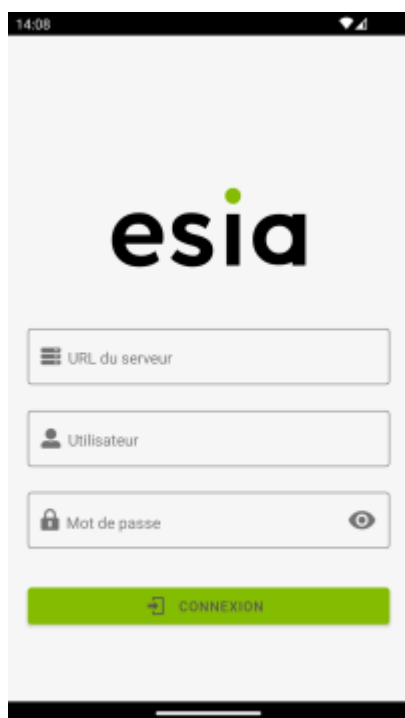 14:08
esia
URL du serveur
Utilisateur
Mot de passe
CONNEXION